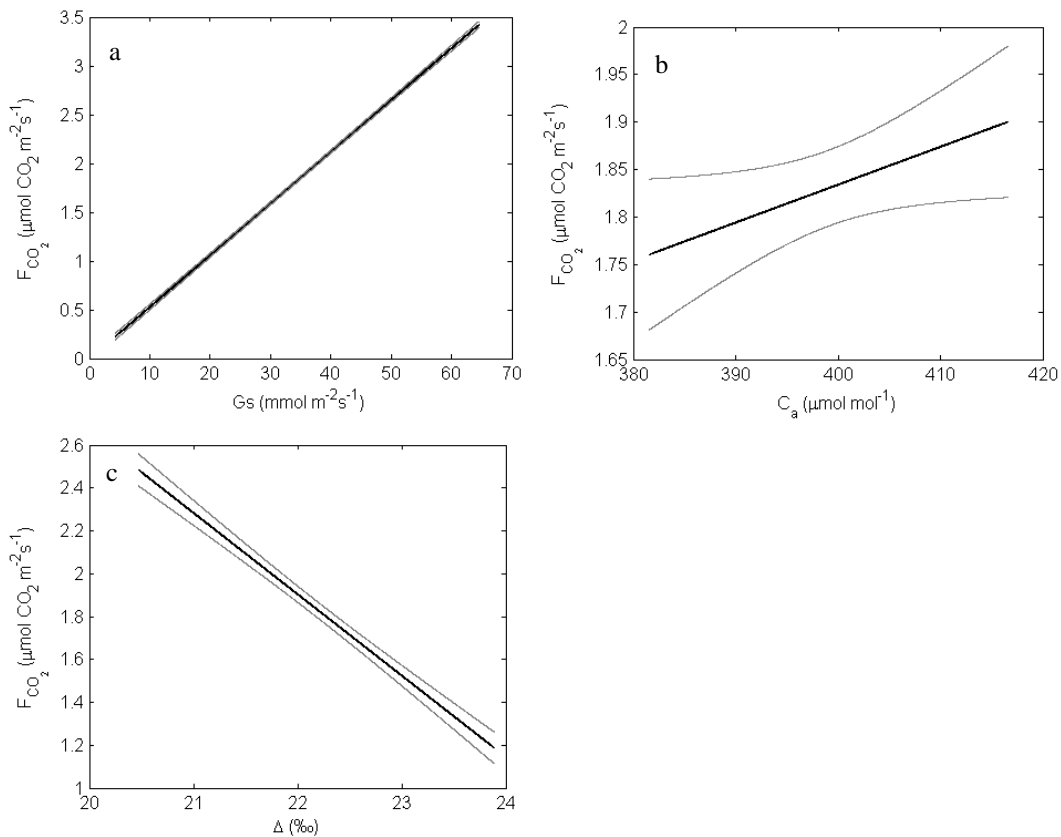 a
3.5
3
2.5
2
1.5
1
0.5
0
0 10 20 30 40 50 60 70
F_CO₂ (μmol CO₂ m⁻²s⁻¹)
Gs (mmol m⁻²s⁻¹)
b
2
1.95
1.9
1.85
1.8
1.75
1.7
1.65
380 390 400 410 420
F_CO₂ (μmol CO₂ m⁻²s⁻¹)
Cₐ (μmol mol⁻¹)
c
2.6
2.4
2.2
2
1.8
1.6
1.4
1.2
1
20 21 22 23 24
F_CO₂ (μmol CO₂ m⁻²s⁻¹)
Δ (‰)